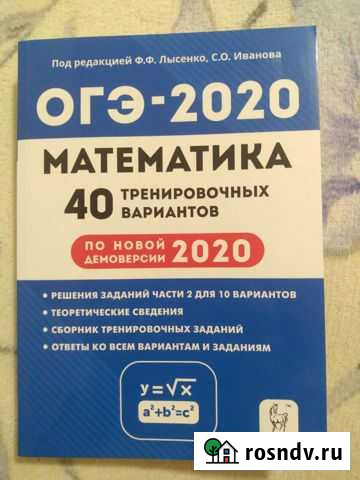 Под редакцией Ф.Ф. Лысенко, С.О. Иванова
ОГЭ-2020
МАТЕМАТИКА
40 ТРЕНИРОВОЧНЫХ
ВАРИАНТОВ
ПО НОВОЙ
ДЕМОВЕРСИИ 2020
• РЕШЕНИЯ ЗАДАНИЙ ЧАСТИ 2 ДЛЯ 10 ВАРИАНТОВ
• ТЕОРЕТИЧЕСКИЕ СВЕДЕНИЯ
• СБОРНИК ТРЕНИРОВОЧНЫХ ЗАДАНИЙ
• ОТВЕТЫ КО ВСЕМ ВАРИАНТАМ И ЗАДАНИЯМ
y=√x
a²+b²=c²
rosndv.ru